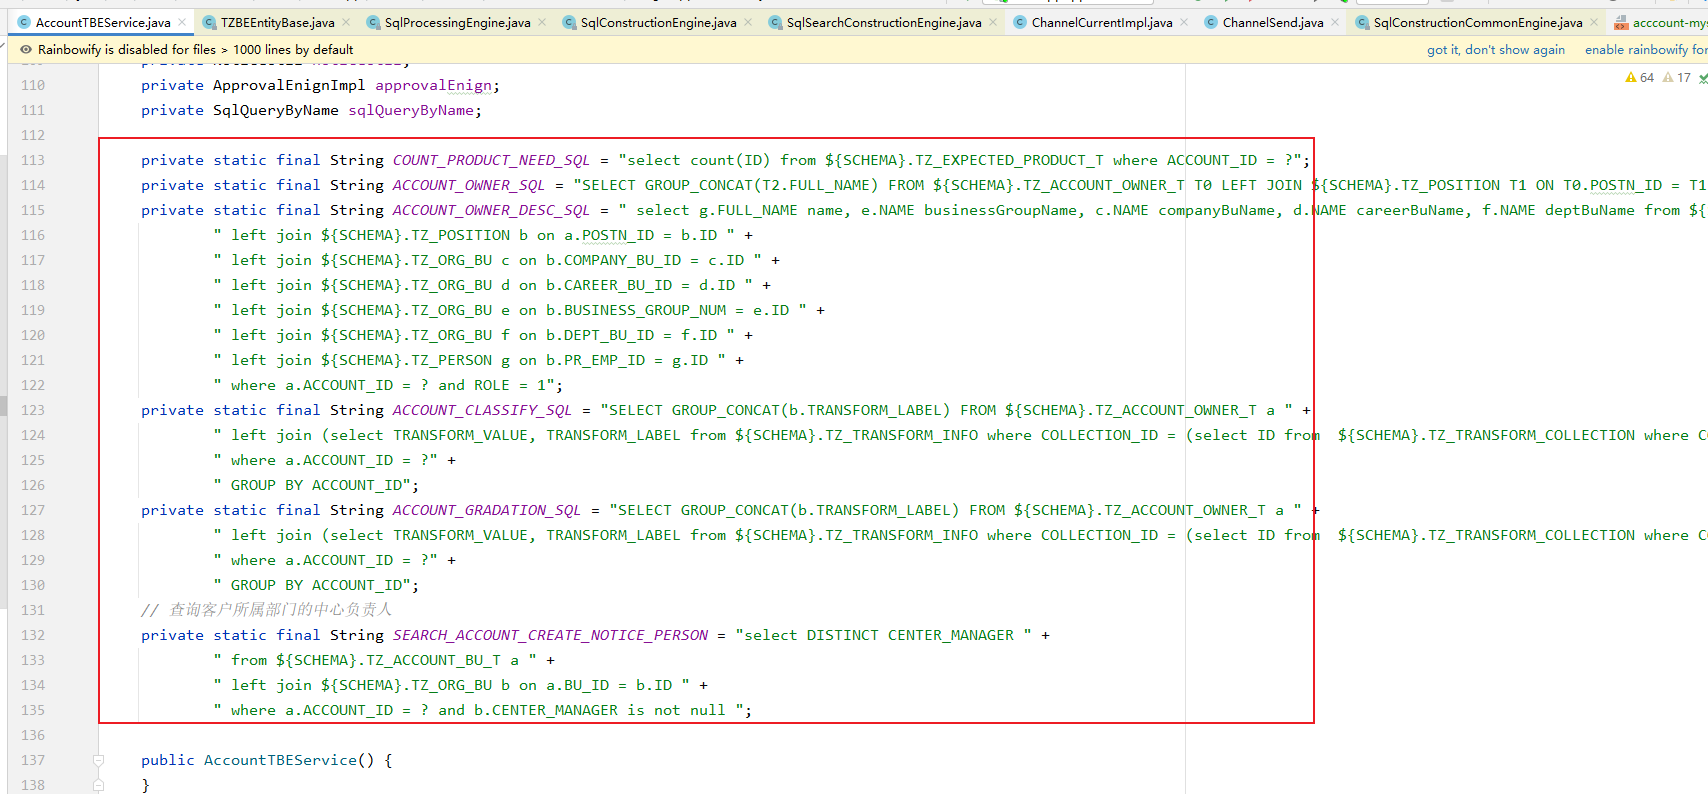 AccountTBEService.java TZBEEntityBase.java SqlProcessingEngine.java SqlConstructionEngine.java SqlSearchConstructionEngine.java ChannelCurrentImpl.java ChannelSend.java SqlConstructionCommonEngine.java acccount-mys
Rainbowify is disabled for files > 1000 lines by default got it, don't show again enable rainbowify for
64 17
110 private ApprovalEnignImpl approvalEnign;
111 private SqlQueryByName sqlQueryByName;
112
113 private static final String COUNT_PRODUCT_NEED_SQL = "select count(ID) from ${SCHEMA}.TZ_EXPECTED_PRODUCT_T where ACCOUNT_ID = ?";
114 private static final String ACCOUNT_OWNER_SQL = "SELECT GROUP_CONCAT(T2.FULL_NAME) FROM ${SCHEMA}.TZ_ACCOUNT_OWNER_T T0 LEFT JOIN ${SCHEMA}.TZ_POSITION T1 ON T0.POSTN_ID = T1
115 private static final String ACCOUNT_OWNER_DESC_SQL = " select g.FULL_NAME name, e.NAME businessGroupName, c.NAME companyBuName, d.NAME careerBuName, f.NAME deptBuName from ${
116 " left join ${SCHEMA}.TZ_POSITION b on a.POSTN_ID = b.ID " +
117 " left join ${SCHEMA}.TZ_ORG_BU c on b.COMPANY_BU_ID = c.ID " +
118 " left join ${SCHEMA}.TZ_ORG_BU d on b.CAREER_BU_ID = d.ID " +
119 " left join ${SCHEMA}.TZ_ORG_BU e on b.BUSINESS_GROUP_NUM = e.ID " +
120 " left join ${SCHEMA}.TZ_ORG_BU f on b.DEPT_BU_ID = f.ID " +
121 " left join ${SCHEMA}.TZ_PERSON g on b.PR_EMP_ID = g.ID " +
122 " where a.ACCOUNT_ID = ? and ROLE = 1";
123 private static final String ACCOUNT_CLASSIFY_SQL = "SELECT GROUP_CONCAT(b.TRANSFORM_LABEL) FROM ${SCHEMA}.TZ_ACCOUNT_OWNER_T a " +
124 " left join (select TRANSFORM_VALUE, TRANSFORM_LABEL from ${SCHEMA}.TZ_TRANSFORM_INFO where COLLECTION_ID = (select ID from ${SCHEMA}.TZ_TRANSFORM_COLLECTION where CO
125 " where a.ACCOUNT_ID = ?" +
126 " GROUP BY ACCOUNT_ID";
127 private static final String ACCOUNT_GRADATION_SQL = "SELECT GROUP_CONCAT(b.TRANSFORM_LABEL) FROM ${SCHEMA}.TZ_ACCOUNT_OWNER_T a " +
128 " left join (select TRANSFORM_VALUE, TRANSFORM_LABEL from ${SCHEMA}.TZ_TRANSFORM_INFO where COLLECTION_ID = (select ID from ${SCHEMA}.TZ_TRANSFORM_COLLECTION where CO
129 " where a.ACCOUNT_ID = ?" +
130 " GROUP BY ACCOUNT_ID";
131 // 查询客户所属部门的中心负责人
132 private static final String SEARCH_ACCOUNT_CREATE_NOTICE_PERSON = "select DISTINCT CENTER_MANAGER " +
133 " from ${SCHEMA}.TZ_ACCOUNT_BU_T a " +
134 " left join ${SCHEMA}.TZ_ORG_BU b on a.BU_ID = b.ID " +
135 " where a.ACCOUNT_ID = ? and b.CENTER_MANAGER is not null ";
136
137 public AccountTBEService() {
138 }